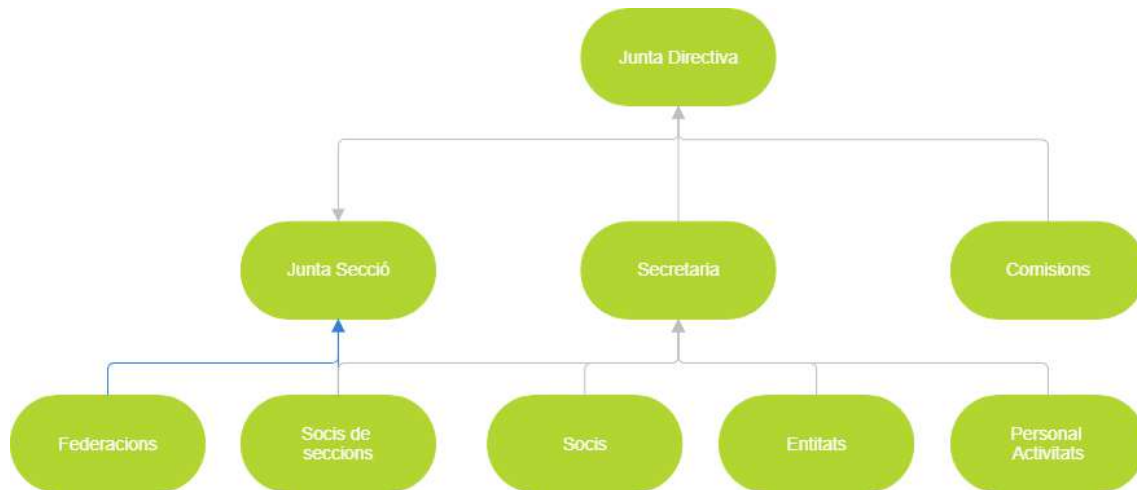 Junta Directiva
Junta Secció
Secretaria
Comisions
Federacions
Socis de
seccions
Socis
Entitats
Personal
Activitats